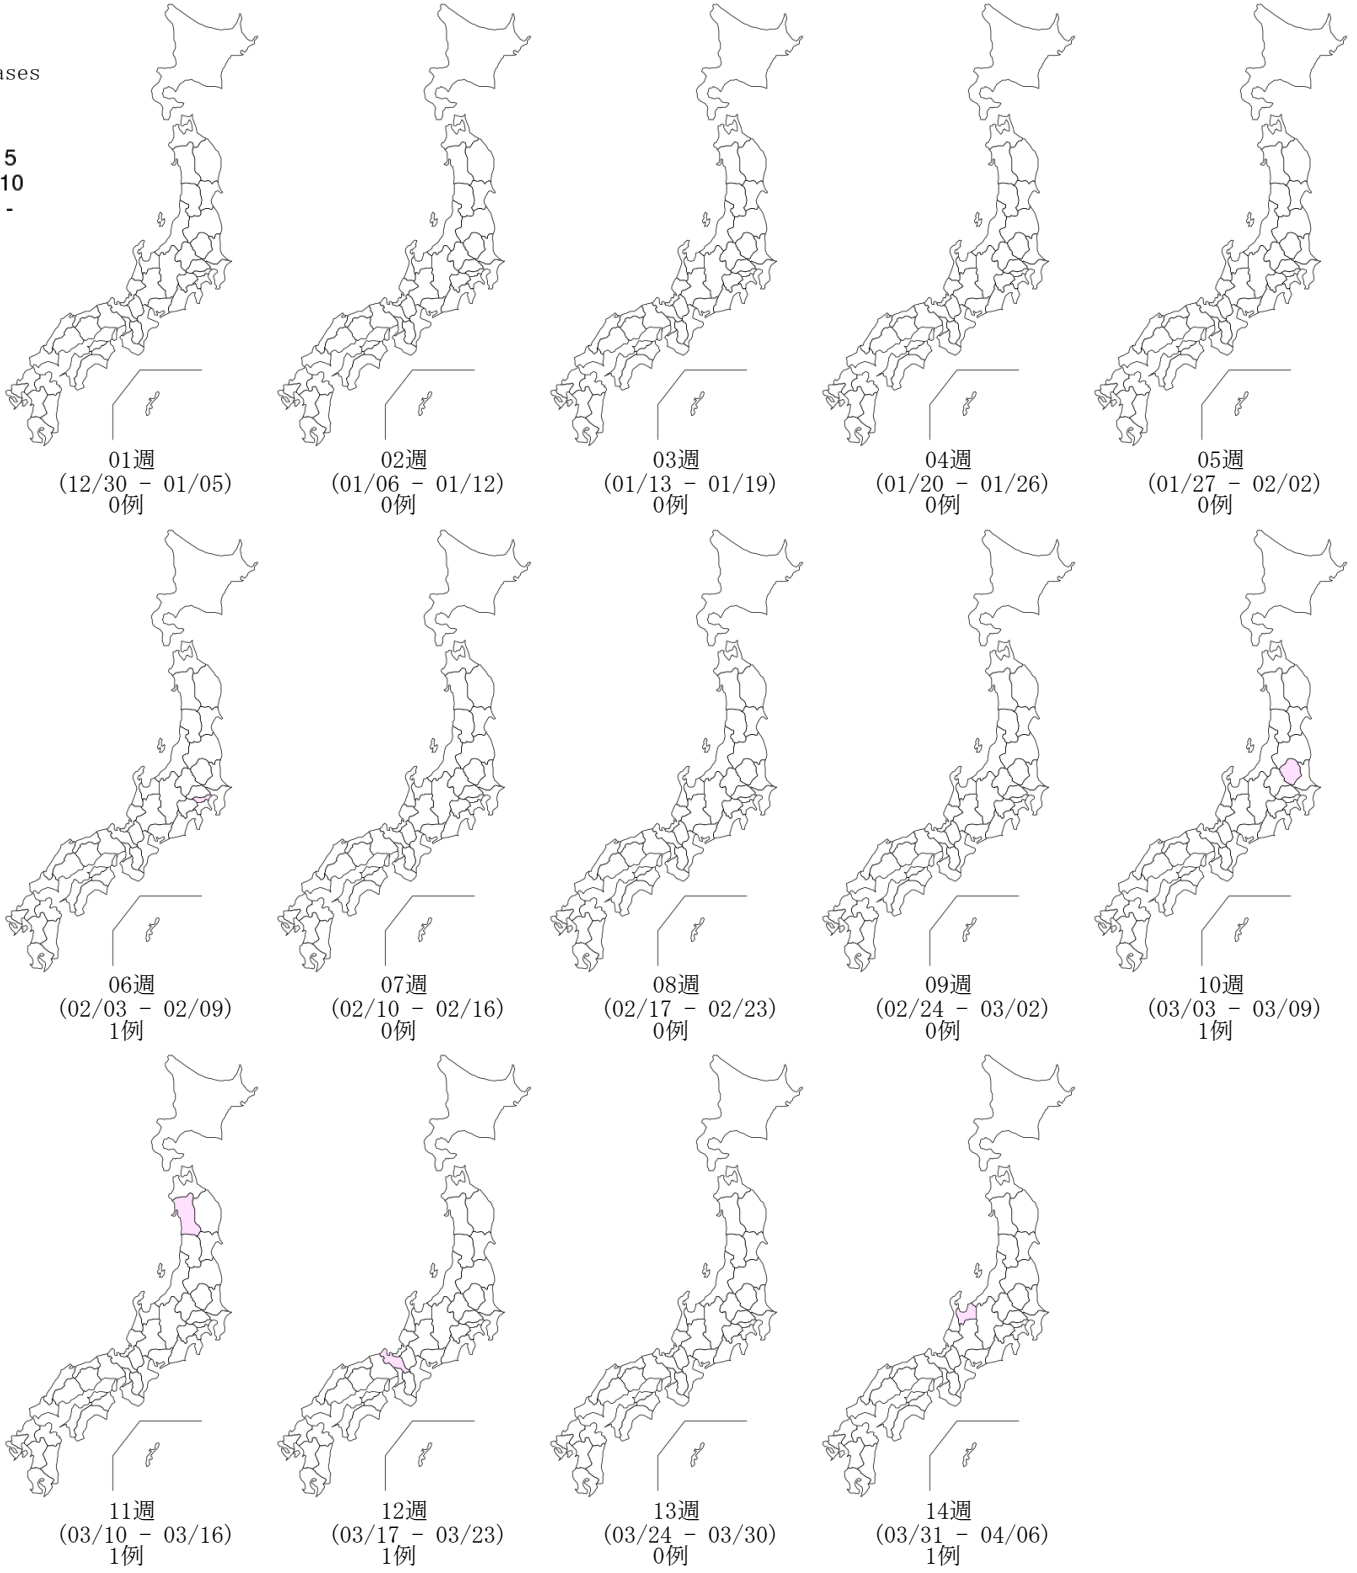 5
10
-
01週
(12/30 - 01/05)
0例
02週
(01/06 - 01/12)
0例
03週
(01/13 - 01/19)
0例
04週
(01/20 - 01/26)
0例
05週
(01/27 - 02/02)
0例
06週
(02/03 - 02/09)
1例
07週
(02/10 - 02/16)
0例
08週
(02/17 - 02/23)
0例
09週
(02/24 - 03/02)
0例
10週
(03/03 - 03/09)
1例
11週
(03/10 - 03/16)
1例
12週
(03/17 - 03/23)
1例
13週
(03/24 - 03/30)
0例
14週
(03/31 - 04/06)
1例